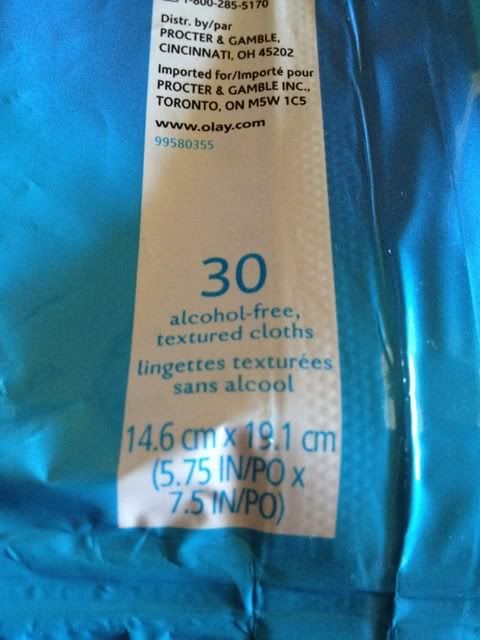 1-800-285-5170
Distr. by/par
PROCTER & GAMBLE,
CINCINNATI, OH 45202
Imported for/Importé pour
PROCTER & GAMBLE INC.,
TORONTO, ON M5W 1C5
www.olay.com
99580355
30
alcohol-free,
textured cloths
lingettes texturées
sans alcool
14.6 cm x 19.1 cm
(5.75 IN/PO x
7.5 IN/PO)